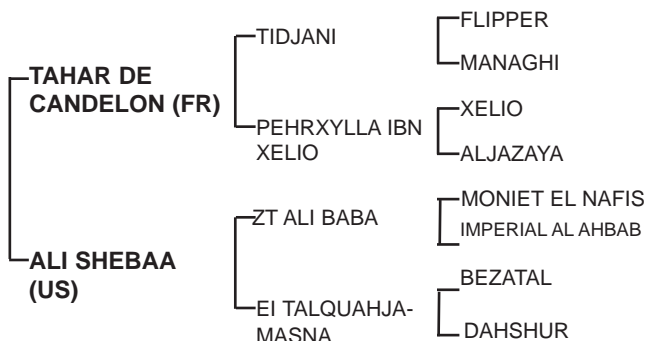 FLIPPER
TIDJANI
MANAGHI
TAHAR DE
CANDELON (FR)
XELIO
PEHRXYLLA IBN
XELIO
ALJAZAYA
MONIET EL NAFIS
ZT ALI BABA
IMPERIAL AL AHBAB
ALI SHEBAA
(US)
BEZATAL
EI TALQUAHJA-
MASNA
DAHSHUR